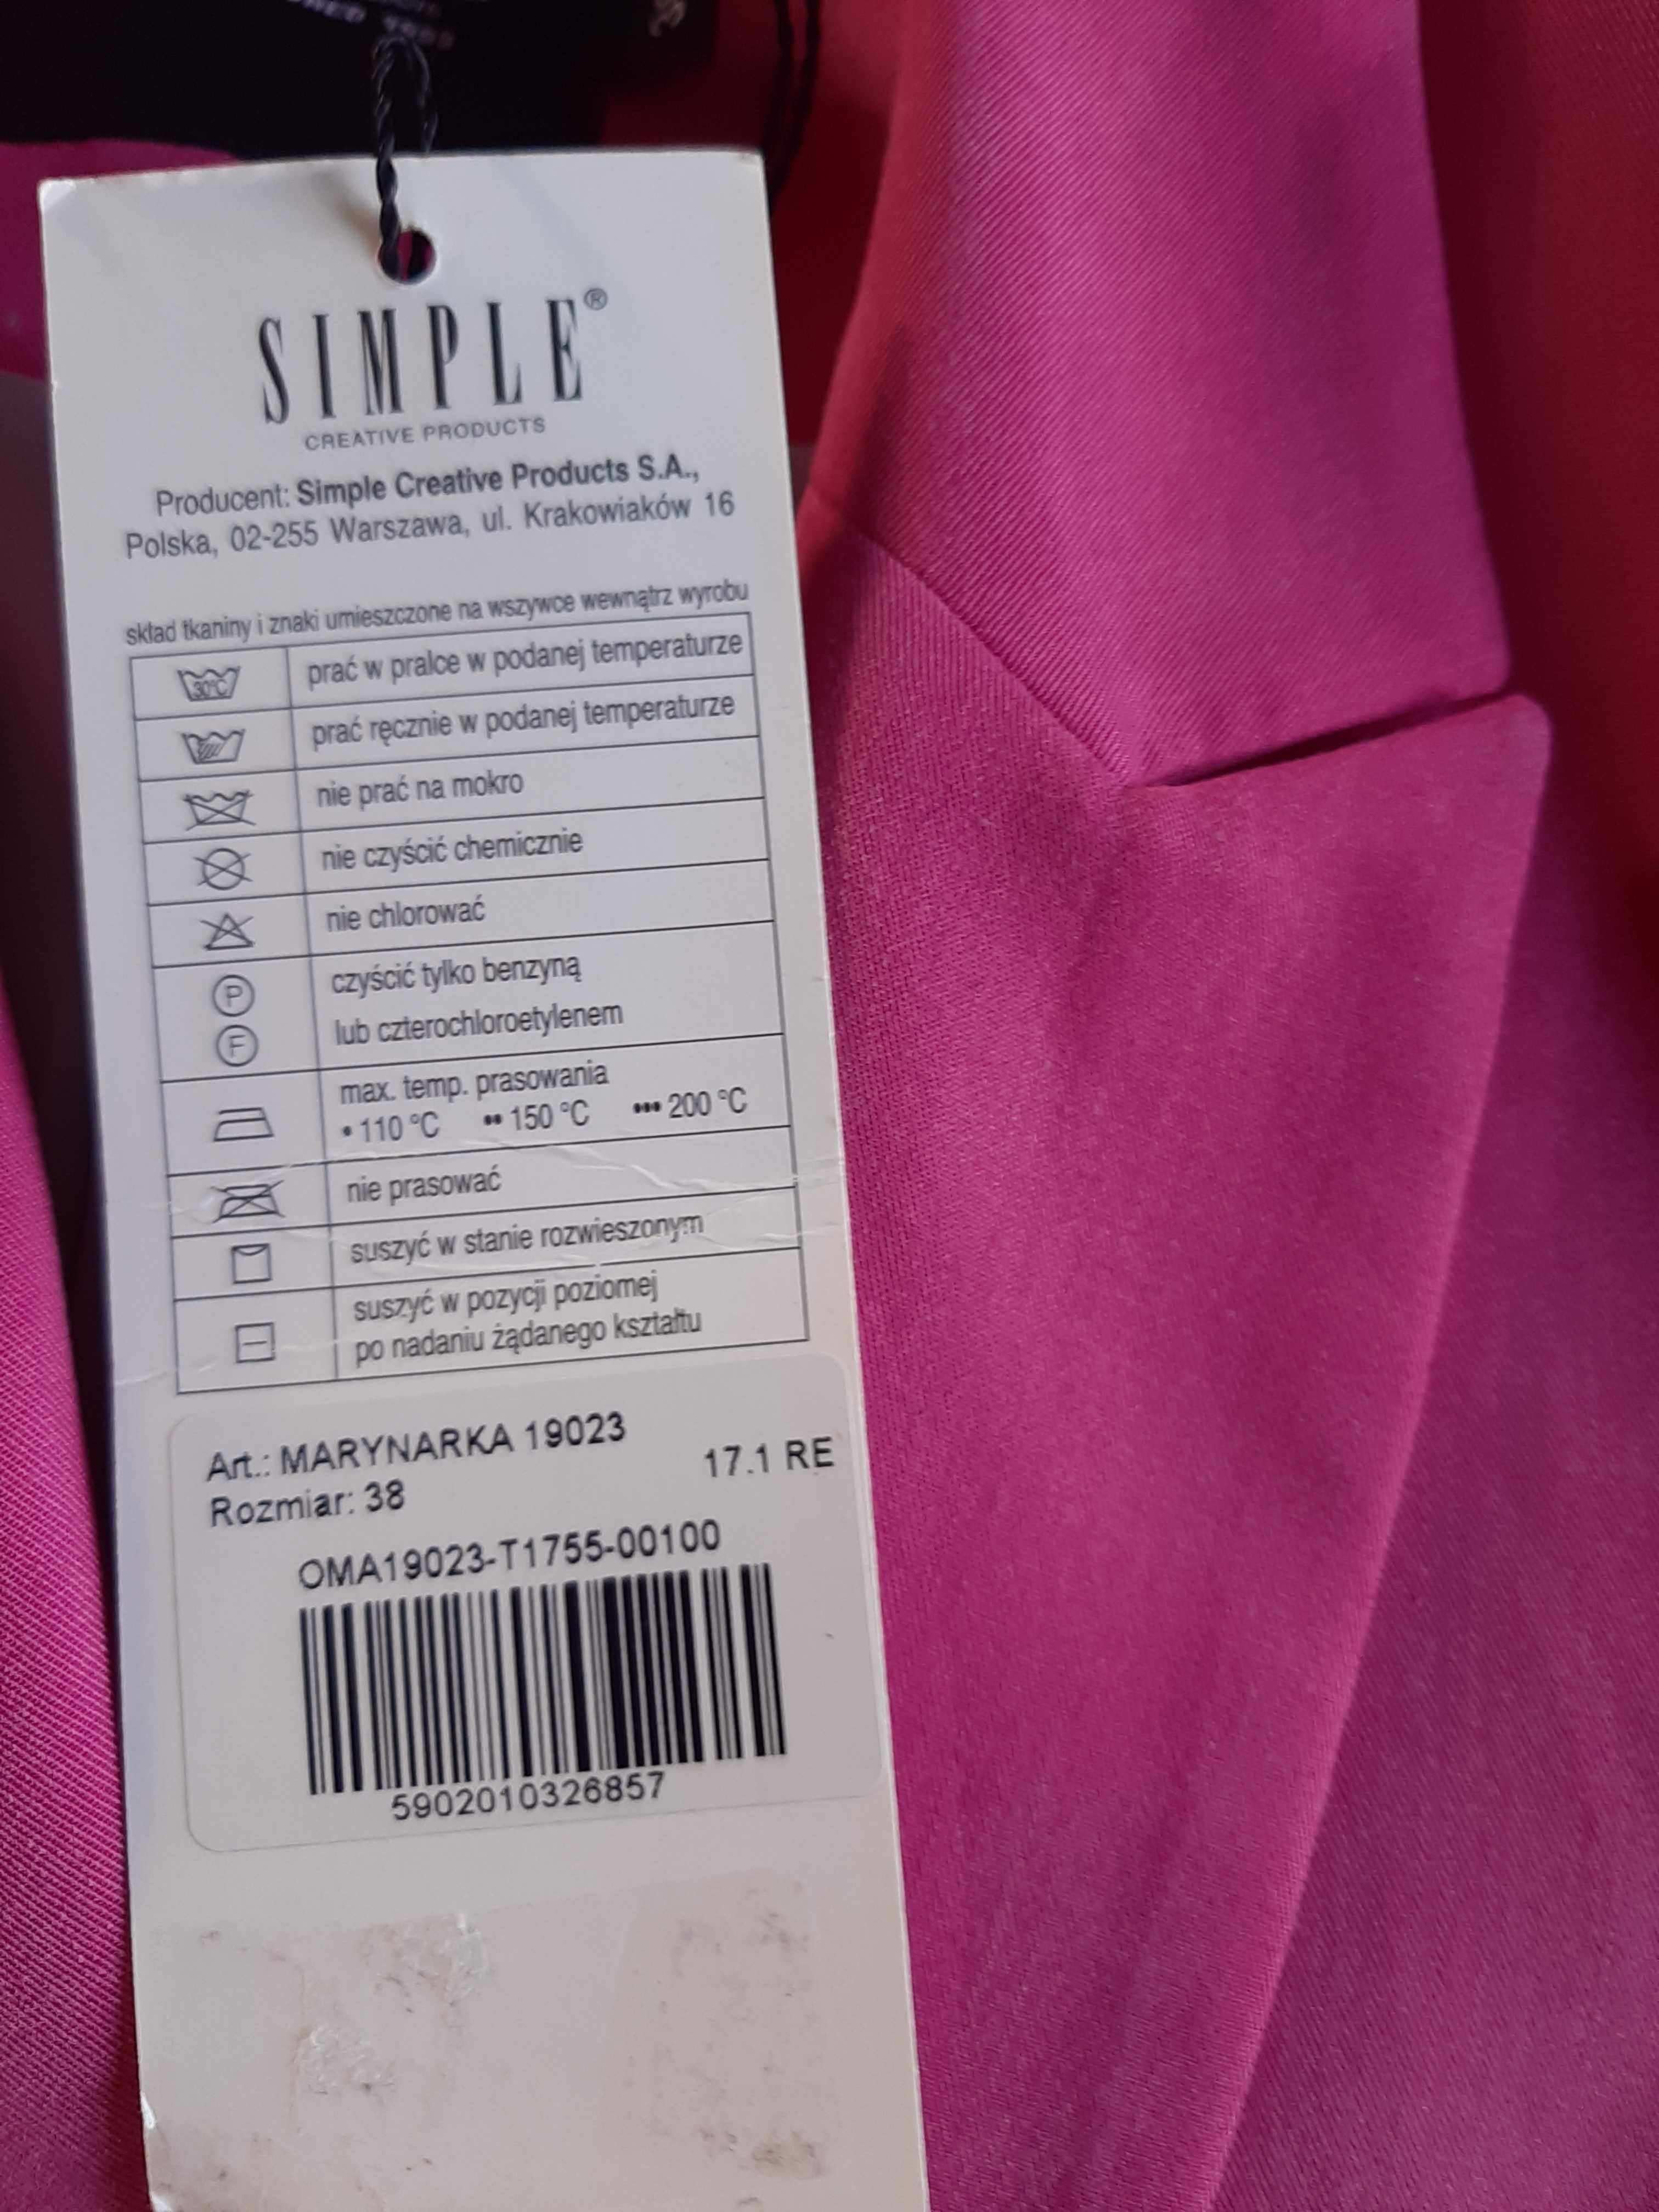 SIMPLE®
CREATIVE PRODUCTS
Producent: Simple Creative Products S.A.,
Polska, 02-255 Warszawa, ul. Krakowiaków 16
skład tkaniny i znaki umieszczone na wszywce wewnątrz wyrobu
30°C prać w pralce w podanej temperaturze
prać ręcznie w podanej temperaturze
nie prać na mokro
nie czyścić chemicznie
nie chlorować
P czyścić tylko benzyną
F lub czterochloroetylenem
max. temp. prasowania
• 110 °C •• 150 °C ••• 200 °C
nie prasować
suszyć w stanie rozwieszonym
suszyć w pozycji poziomej
po nadaniu żądanego kształtu
Art.: MARYNARKA 19023
17.1 RE
Rozmiar: 38
OMA19023-T1755-00100
5902010326857